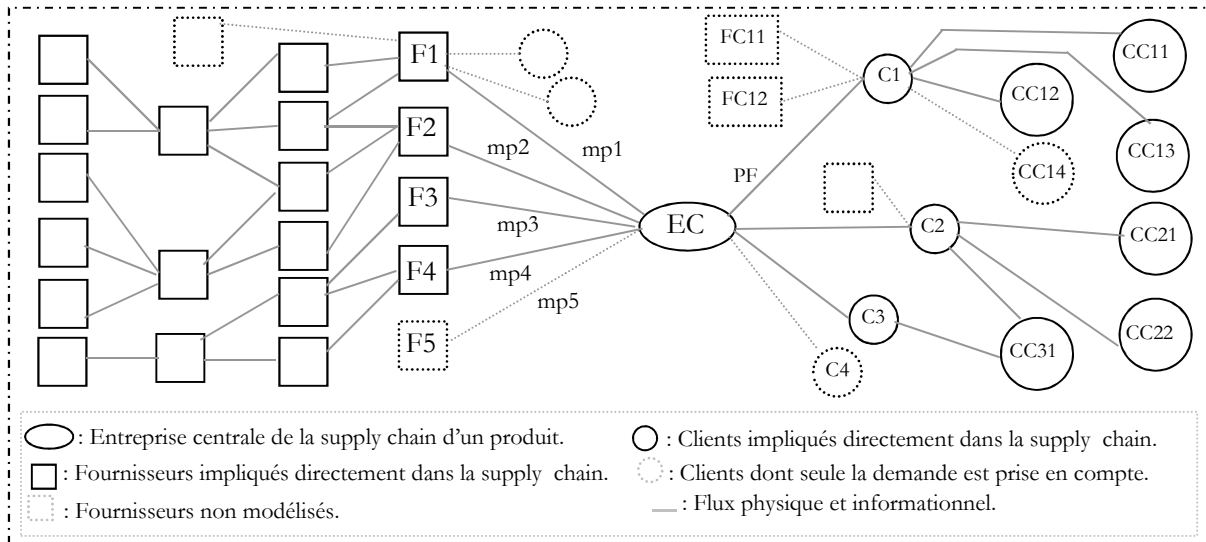 F1
F2
F3
F4
F5
mp1
mp2
mp3
mp4
mp5
EC
PF
FC11
FC12
C1
C2
C3
C4
CC11
CC12
CC13
CC14
CC21
CC22
CC31
: Entreprise centrale de la supply chain d'un produit.
: Fournisseurs impliqués directement dans la supply chain.
: Fournisseurs non modélisés.
: Clients impliqués directement dans la supply chain.
: Clients dont seule la demande est prise en compte.
: Flux physique et informationnel.